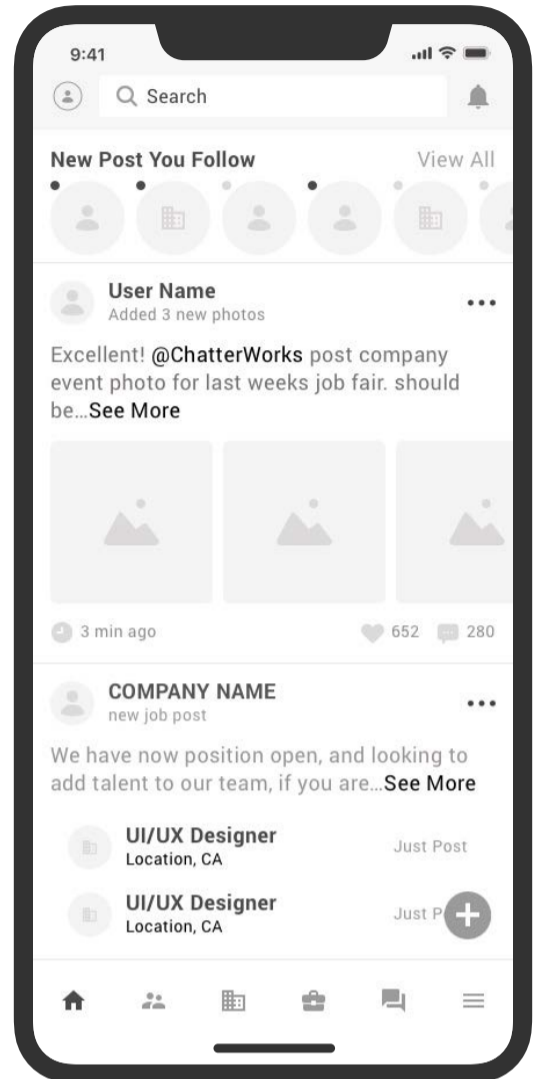 9:41
Search
New Post You Follow View All
User Name
Added 3 new photos
Excellent! @ChatterWorks post company
event photo for last weeks job fair. should
be…See More
3 min ago 652 280
COMPANY NAME
new job post
We have now position open, and looking to
add talent to our team, if you are…See More
UI/UX Designer
Location, CA Just Post
UI/UX Designer
Location, CA Just P